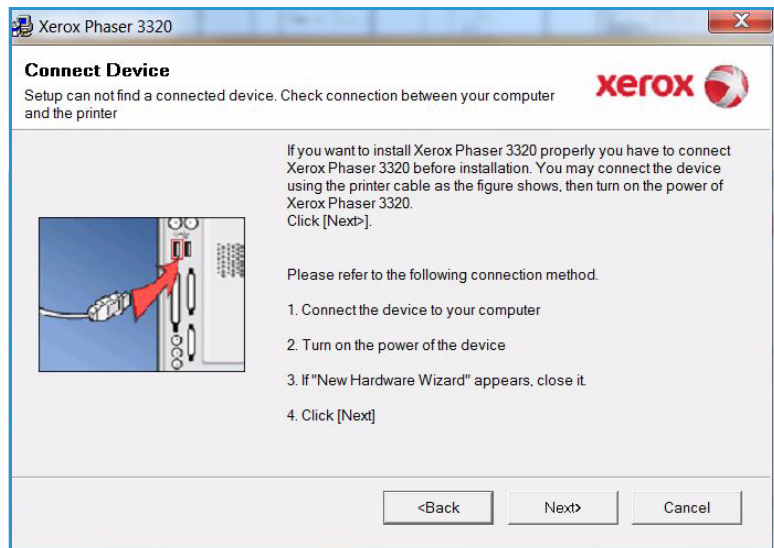 Xerox Phaser 3320
X
Connect Device
Setup can not find a connected device. Check connection between your computer
and the printer
xerox
If you want to install Xerox Phaser 3320 properly you have to connect
Xerox Phaser 3320 before installation. You may connect the device
using the printer cable as the figure shows, then turn on the power of
Xerox Phaser 3320.
Click [Next>].
Please refer to the following connection method.
1. Connect the device to your computer
2. Turn on the power of the device
3. If "New Hardware Wizard" appears, close it.
4. Click [Next]
<Back
Next>
Cancel